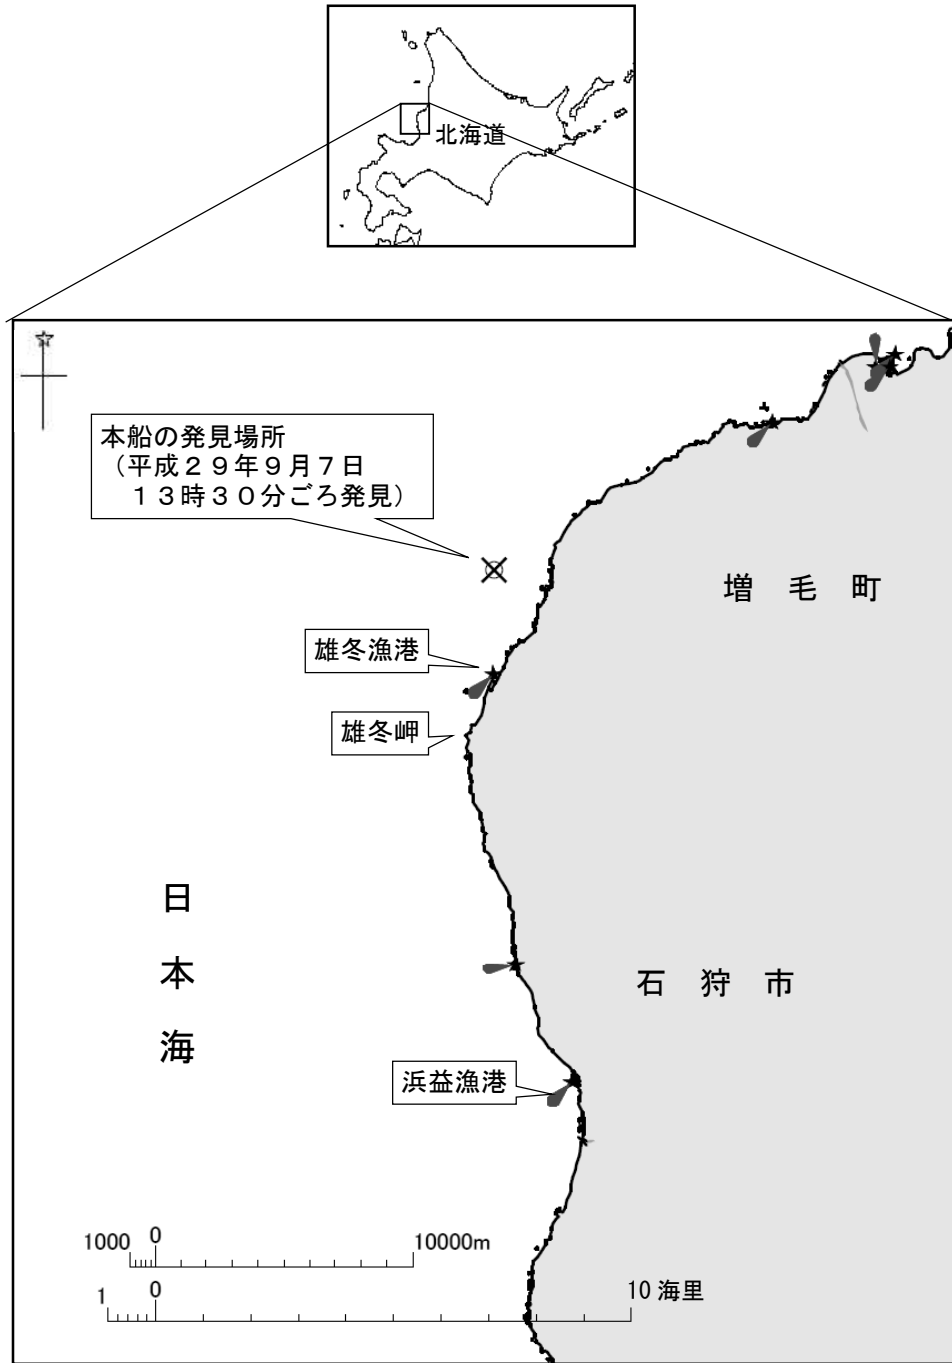 北海道
本船の発見場所
（平成２９年９月７日
１３時３０分ごろ発見）
増　毛　町
雄冬漁港
雄冬岬
日
本
海
石　狩　市
浜益漁港
1000 0 10000m
1 0 10 海里